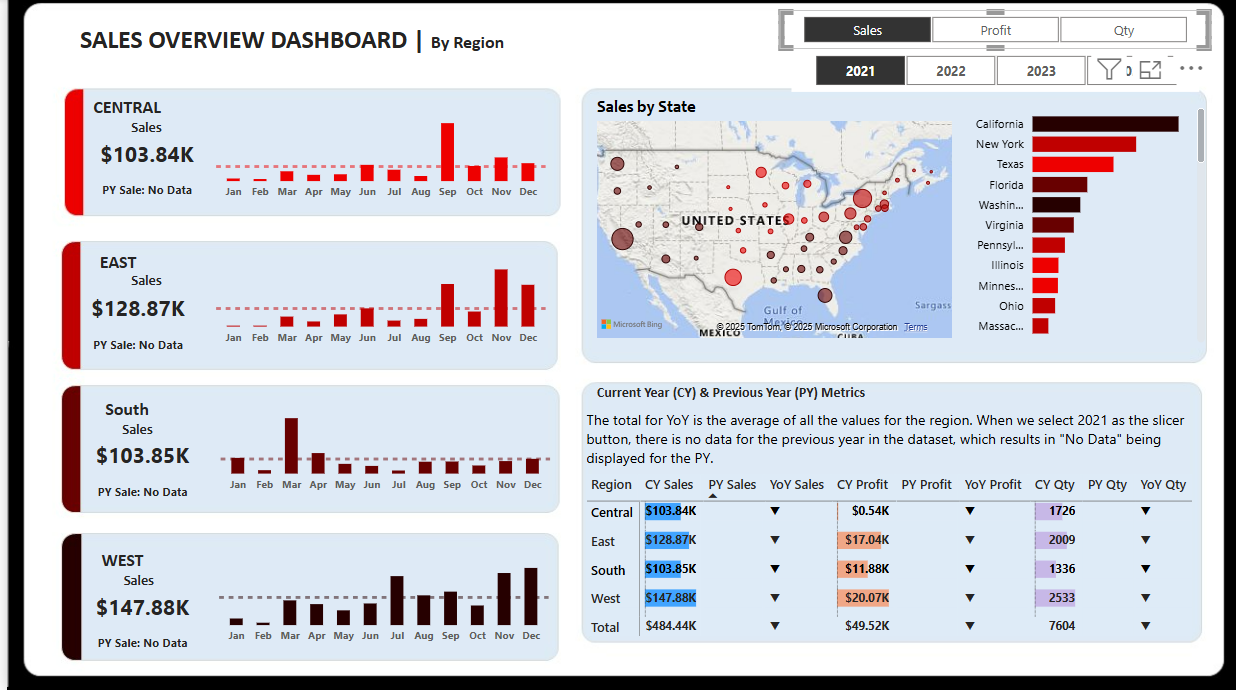 SALES OVERVIEW DASHBOARD | By Region
Sales Profit Qty
2021 2022 2023
CENTRAL
Sales
$103.84K
PY Sale: No Data
Jan Feb Mar Apr May Jun Jul Aug Sep Oct Nov Dec
EAST
Sales
$128.87K
PY Sale: No Data
Jan Feb Mar Apr May Jun Jul Aug Sep Oct Nov Dec
South
Sales
$103.85K
PY Sale: No Data
Jan Feb Mar Apr May Jun Jul Aug Sep Oct Nov Dec
WEST
Sales
$147.88K
PY Sale: No Data
Jan Feb Mar Apr May Jun Jul Aug Sep Oct Nov Dec
Sales by State
UNITED STATES
Gulf of
Mexico
Sargass
MEXICO
CUBA
Microsoft Bing
© 2025 TomTom, © 2025 Microsoft Corporation Terms
California
New York
Texas
Florida
Washin...
Virginia
Pennsyl...
Illinois
Minnes...
Ohio
Massac...
Current Year (CY) & Previous Year (PY) Metrics
The total for YoY is the average of all the values for the region. When we select 2021 as the slicer
button, there is no data for the previous year in the dataset, which results in "No Data" being
displayed for the PY.
Region CY Sales PY Sales YoY Sales CY Profit PY Profit YoY Profit CY Qty PY Qty YoY Qty
Central $103.84K ▼ $0.54K ▼ 1726 ▼
East $128.87K ▼ $17.04K ▼ 2009 ▼
South $103.85K ▼ $11.88K ▼ 1336 ▼
West $147.88K ▼ $20.07K ▼ 2533 ▼
Total $484.44K ▼ $49.52K ▼ 7604 ▼